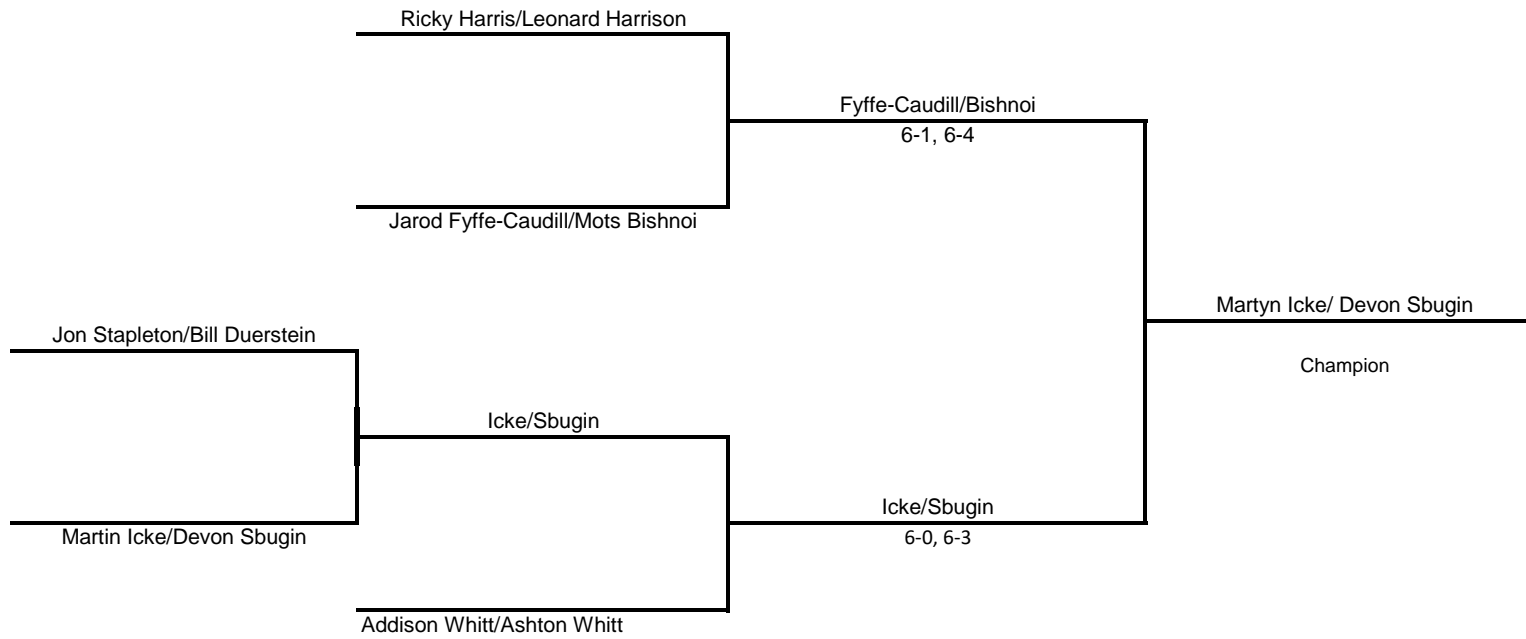 Ricky Harris/Leonard Harrison
Fyffe-Caudill/Bishnoi
6-1, 6-4
Jarod Fyffe-Caudill/Mots Bishnoi
Martyn Icke/ Devon Sbugin
Jon Stapleton/Bill Duerstein
Champion
Icke/Sbugin
Icke/Sbugin
Martin Icke/Devon Sbugin
6-0, 6-3
Addison Whitt/Ashton Whitt